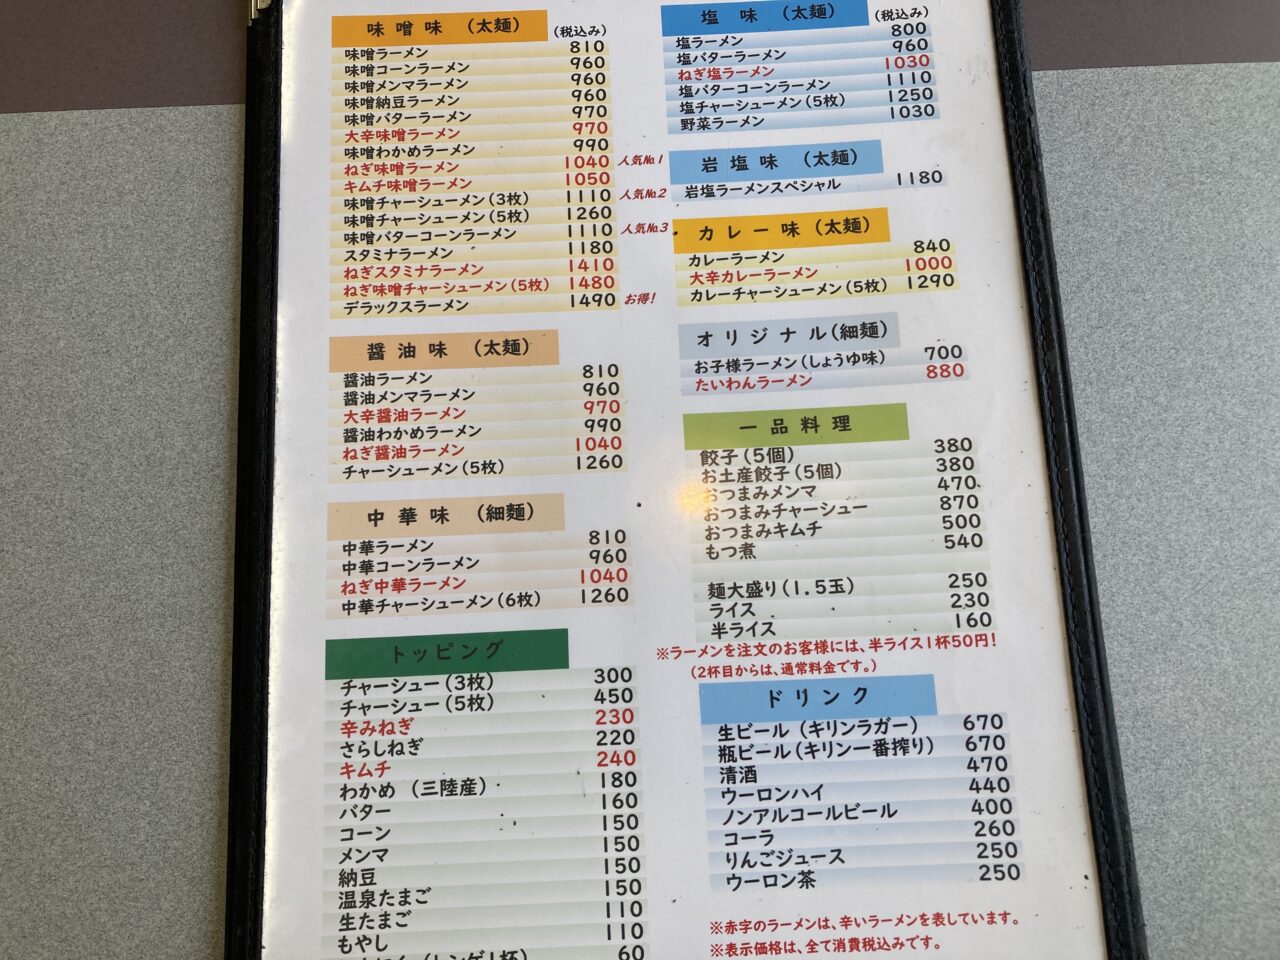 味噌味 (太麺) (税込み)
味噌ラーメン 810
味噌コーンラーメン 960
味噌メンマラーメン 960
味噌納豆ラーメン 960
味噌バターラーメン 970
大辛味噌ラーメン 970
味噌わかめラーメン 990
ねぎ味噌ラーメン 1040 人気No.1
キムチ味噌ラーメン 1050
味噌チャーシューメン(3枚) 1110 人気No.2
味噌チャーシューメン(5枚) 1260
味噌バターコーンラーメン 1110 人気No.3
スタミナラーメン 1180
ねぎスタミナラーメン 1410
ねぎ味噌チャーシューメン(5枚) 1480
デラックスラーメン 1490 お得!
醤油味 (太麺)
醤油ラーメン 810
醤油メンマラーメン 960
大辛醤油ラーメン 970
醤油わかめラーメン 990
ねぎ醤油ラーメン 1040
チャーシューメン(5枚) 1260
中華味 (細麺)
中華ラーメン 810
中華コーンラーメン 960
ねぎ中華ラーメン 1040
中華チャーシューメン(6枚) 1260
トッピング
チャーシュー(3枚) 300
チャーシュー(5枚) 450
辛みねぎ 230
さらしねぎ 220
キムチ 240
わかめ (三陸産) 180
バター 160
コーン 150
メンマ 150
納豆 150
温泉たまご 150
生たまご 110
もやし 110
(レンゲ1杯) 60
塩味 (太麺) (税込み)
塩ラーメン 800
塩バターラーメン 960
ねぎ塩ラーメン 1030
塩バターコーンラーメン 1110
塩チャーシューメン(5枚) 1250
野菜ラーメン 1030
岩塩味 (太麺)
岩塩ラーメンスペシャル 1180
カレー味 (太麺)
カレーラーメン 840
大辛カレーラーメン 1000
カレーチャーシューメン(5枚) 1290
オリジナル(細麺)
お子様ラーメン(しょうゆ味) 700
たいわんラーメン 880
一品料理
餃子(5個) 380
お土産餃子(5個) 380
おつまみメンマ 470
おつまみチャーシュー 870
おつまみキムチ 500
もつ煮 540
麺大盛り(1.5玉) 250
ライス 230
半ライス 160
※ラーメンを注文のお客様には、半ライス1杯50円!
(2杯目からは、通常料金です。)
ドリンク
生ビール (キリンラガー) 670
瓶ビール(キリン一番搾り) 670
清酒 470
ウーロンハイ 440
ノンアルコールビール 400
コーラ 260
りんごジュース 250
ウーロン茶 250
※赤字のラーメンは、辛いラーメンを表しています。
※表示価格は、全て消費税込みです。